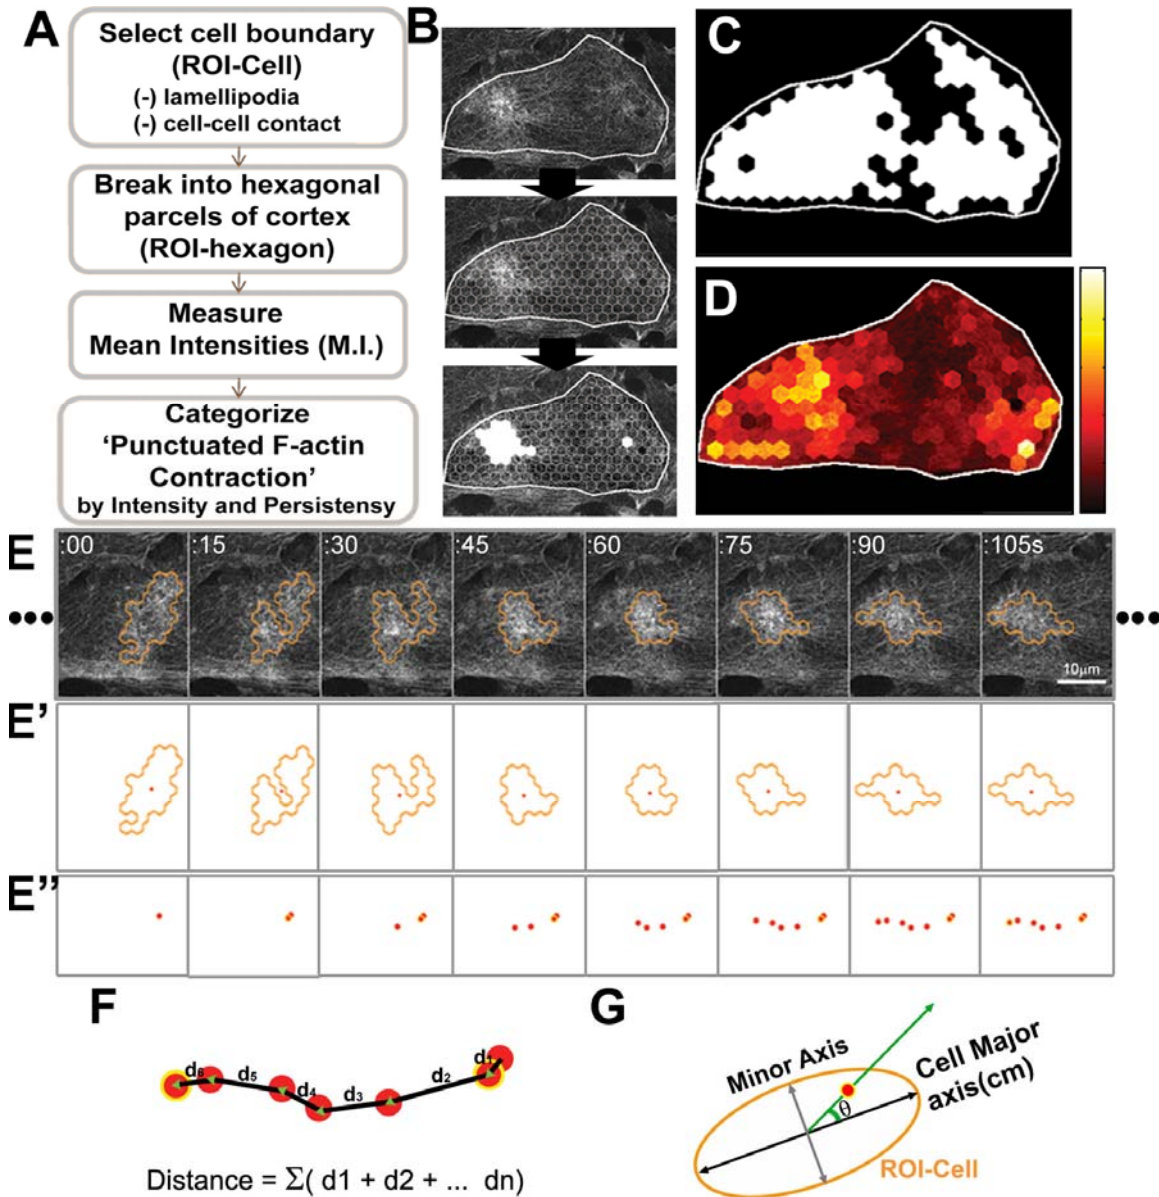 A
Select cell boundary
(ROI-Cell)
(-) lamellipodia
(-) cell-cell contact
Break into hexagonal
parcels of cortex
(ROI-hexagon)
Measure
Mean Intensities (M.I.)
Categorize
‘Punctuated F-actin
Contraction’
by Intensity and Persistensy
B
C
D
E
:00
:15
:30
:45
:60
:75
:90
:105s
•••
•••
10µm
E’
E’’
F
d6
d5
d4
d3
d2
d1
Distance = Σ( d1 + d2 + ... dn)
G
Minor Axis
Cell Major
axis(cm)
θ
ROI-Cell